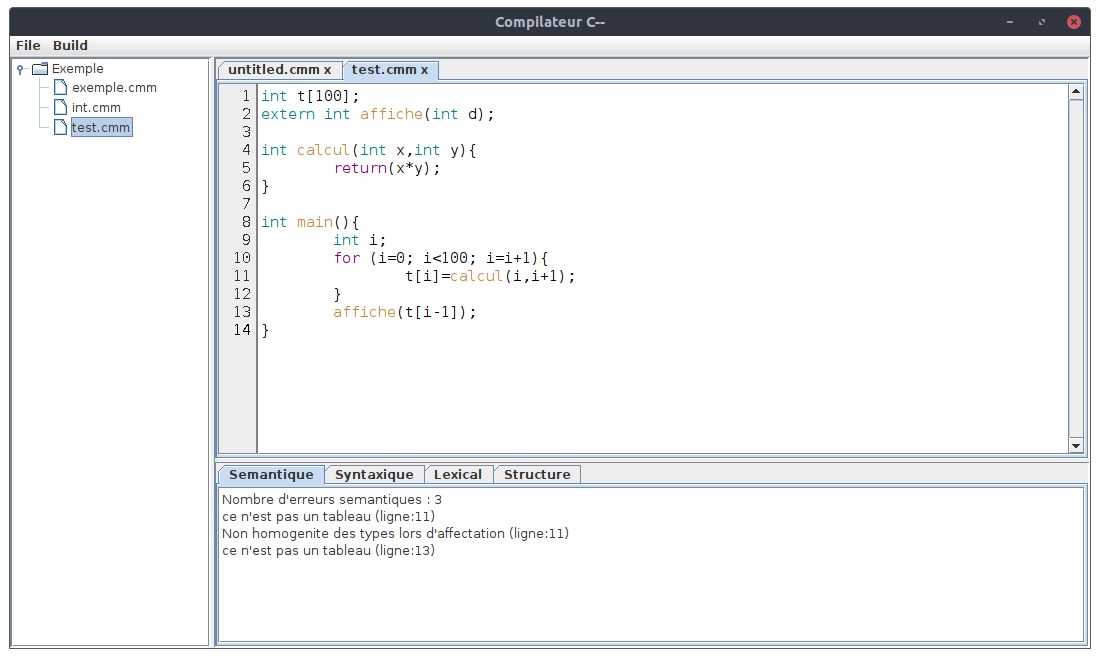 Compilateur C--
File Build
Exemple
exemple.cmm
int.cmm
test.cmm
untitled.cmm x test.cmm x
1 int t[100];
2 extern int affiche(int d);
3
4 int calcul(int x,int y){
5 return(x*y);
6 }
7
8 int main(){
9 int i;
10 for (i=0; i<100; i=i+1){
11 t[i]=calcul(i,i+1);
12 }
13 affiche(t[i-1]);
14 }
Semantique Syntaxique Lexical Structure
Nombre d'erreurs semantiques : 3
ce n'est pas un tableau (ligne:11)
Non homogenite des types lors d'affectation (ligne:11)
ce n'est pas un tableau (ligne:13)